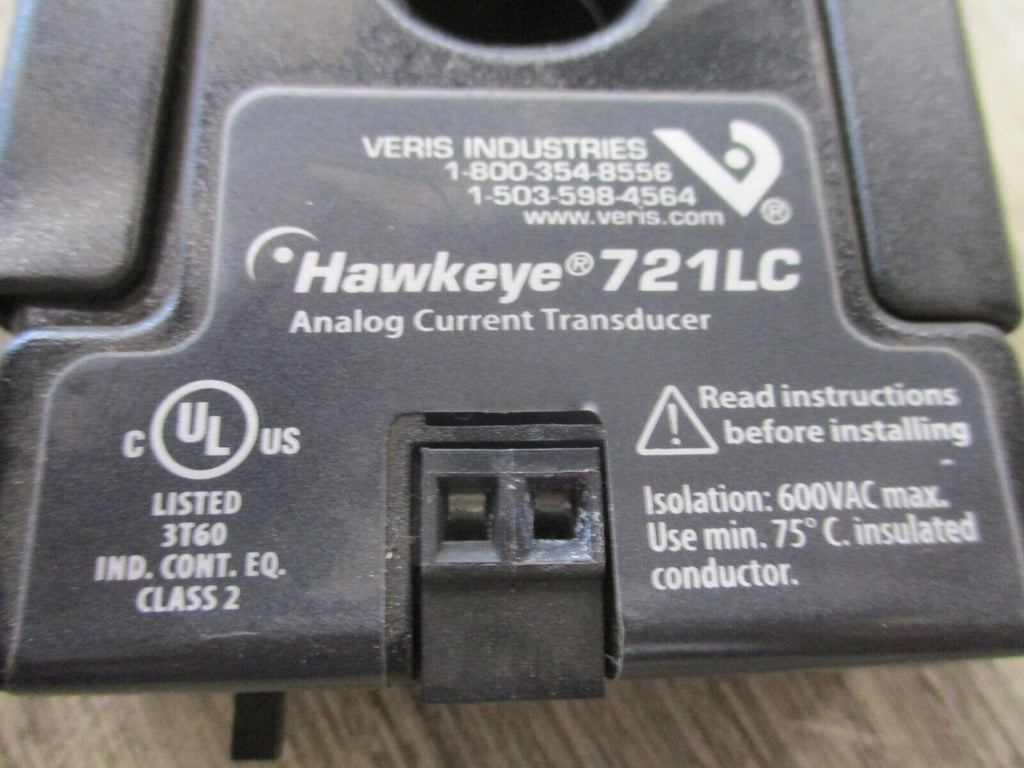 VERIS INDUSTRIES
1-800-354-8556
1-503-598-4564
www.veris.com
Hawkeye® 721LC
Analog Current Transducer
C UL US
LISTED
3T60
IND. CONT. EQ.
CLASS 2
Read instructions
before installing
Isolation: 600VAC max.
Use min. 75° C. insulated
conductor.